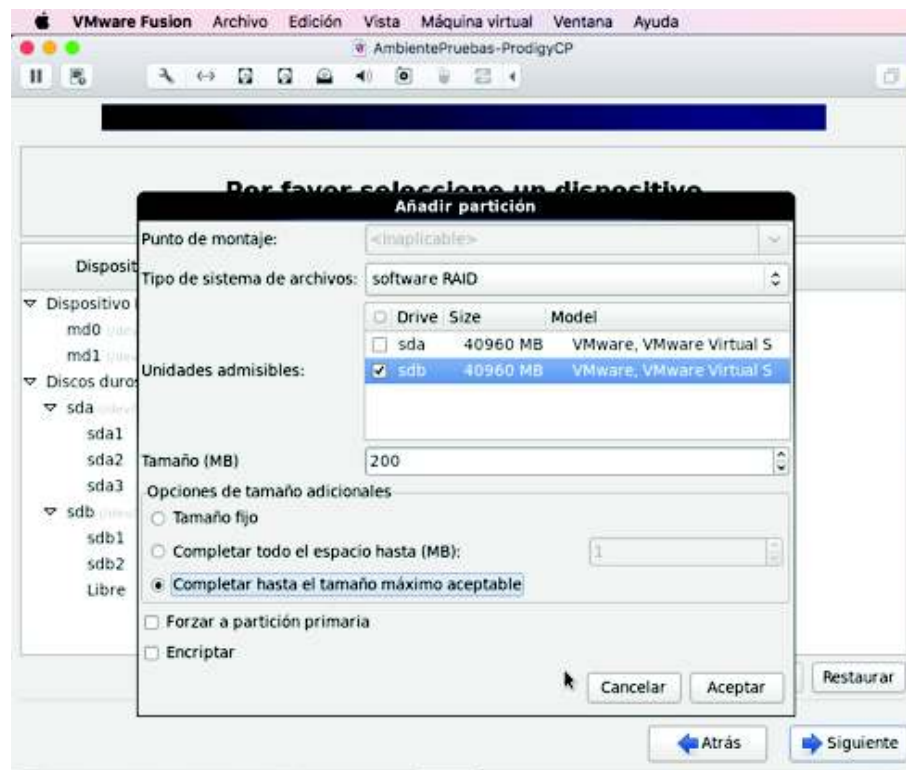 VMware Fusion Archivo Edición Vista Máquina virtual Ventana Ayuda
AmbientePruebas-ProdigyCP
Por favor seleccione un dispositivo
Añadir partición
Punto de montaje: <Inaplicable>
Tipo de sistema de archivos: software RAID
Drive Size Model
sda 40960 MB VMware, VMware Virtual S
sdb 40960 MB VMware, VMware Virtual S
Unidades admisibles:
Tamaño (MB) 200
Opciones de tamaño adicionales
Tamaño fijo
Completar todo el espacio hasta (MB): 1
Completar hasta el tamaño máximo aceptable
Forzar a partición primaria
Encriptar
Cancelar Aceptar
Disposit
Dispositivo
md0
md1
Discos duros
sda
sda1
sda2
sda3
sdb
sdb1
sdb2
Libre
Restaurar
Atrás Siguiente